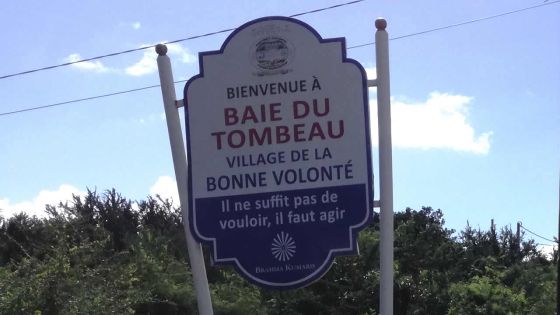 BIENVENUE À
BAIE DU
TOMBEAU
VILLAGE DE LA
BONNE VOLONTÉ
Il ne suffit pas de
vouloir, il faut agir
BRAHMA KUMARIS